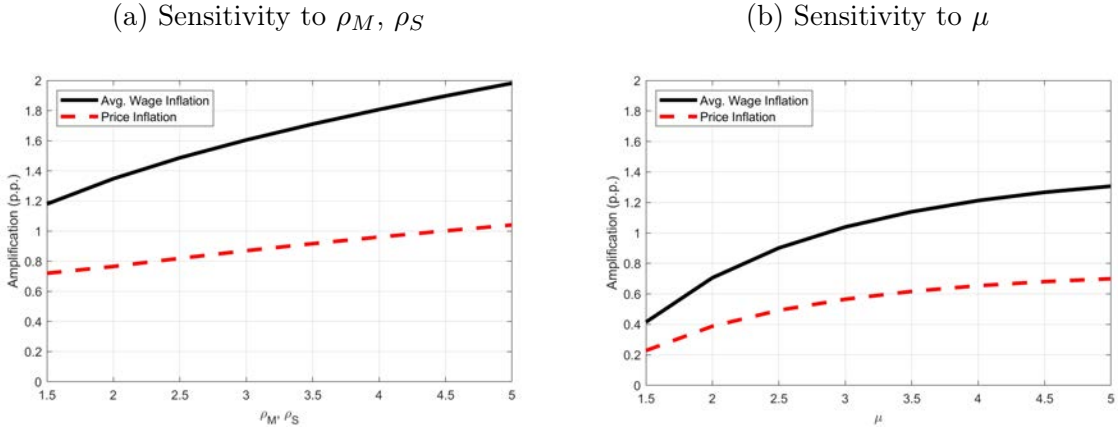 (a) Sensitivity to ρ_M, ρ_S
(b) Sensitivity to μ
2
1.8
1.6
1.4
1.2
1
0.8
0.6
0.4
0.2
0
Amplification (p.p.)
Avg. Wage Inflation
Price Inflation
1.5 2 2.5 3 3.5 4 4.5 5
ρ_M, ρ_S
2
1.8
1.6
1.4
1.2
1
0.8
0.6
0.4
0.2
0
Amplification (p.p.)
Avg. Wage Inflation
Price Inflation
1.5 2 2.5 3 3.5 4 4.5 5
μ